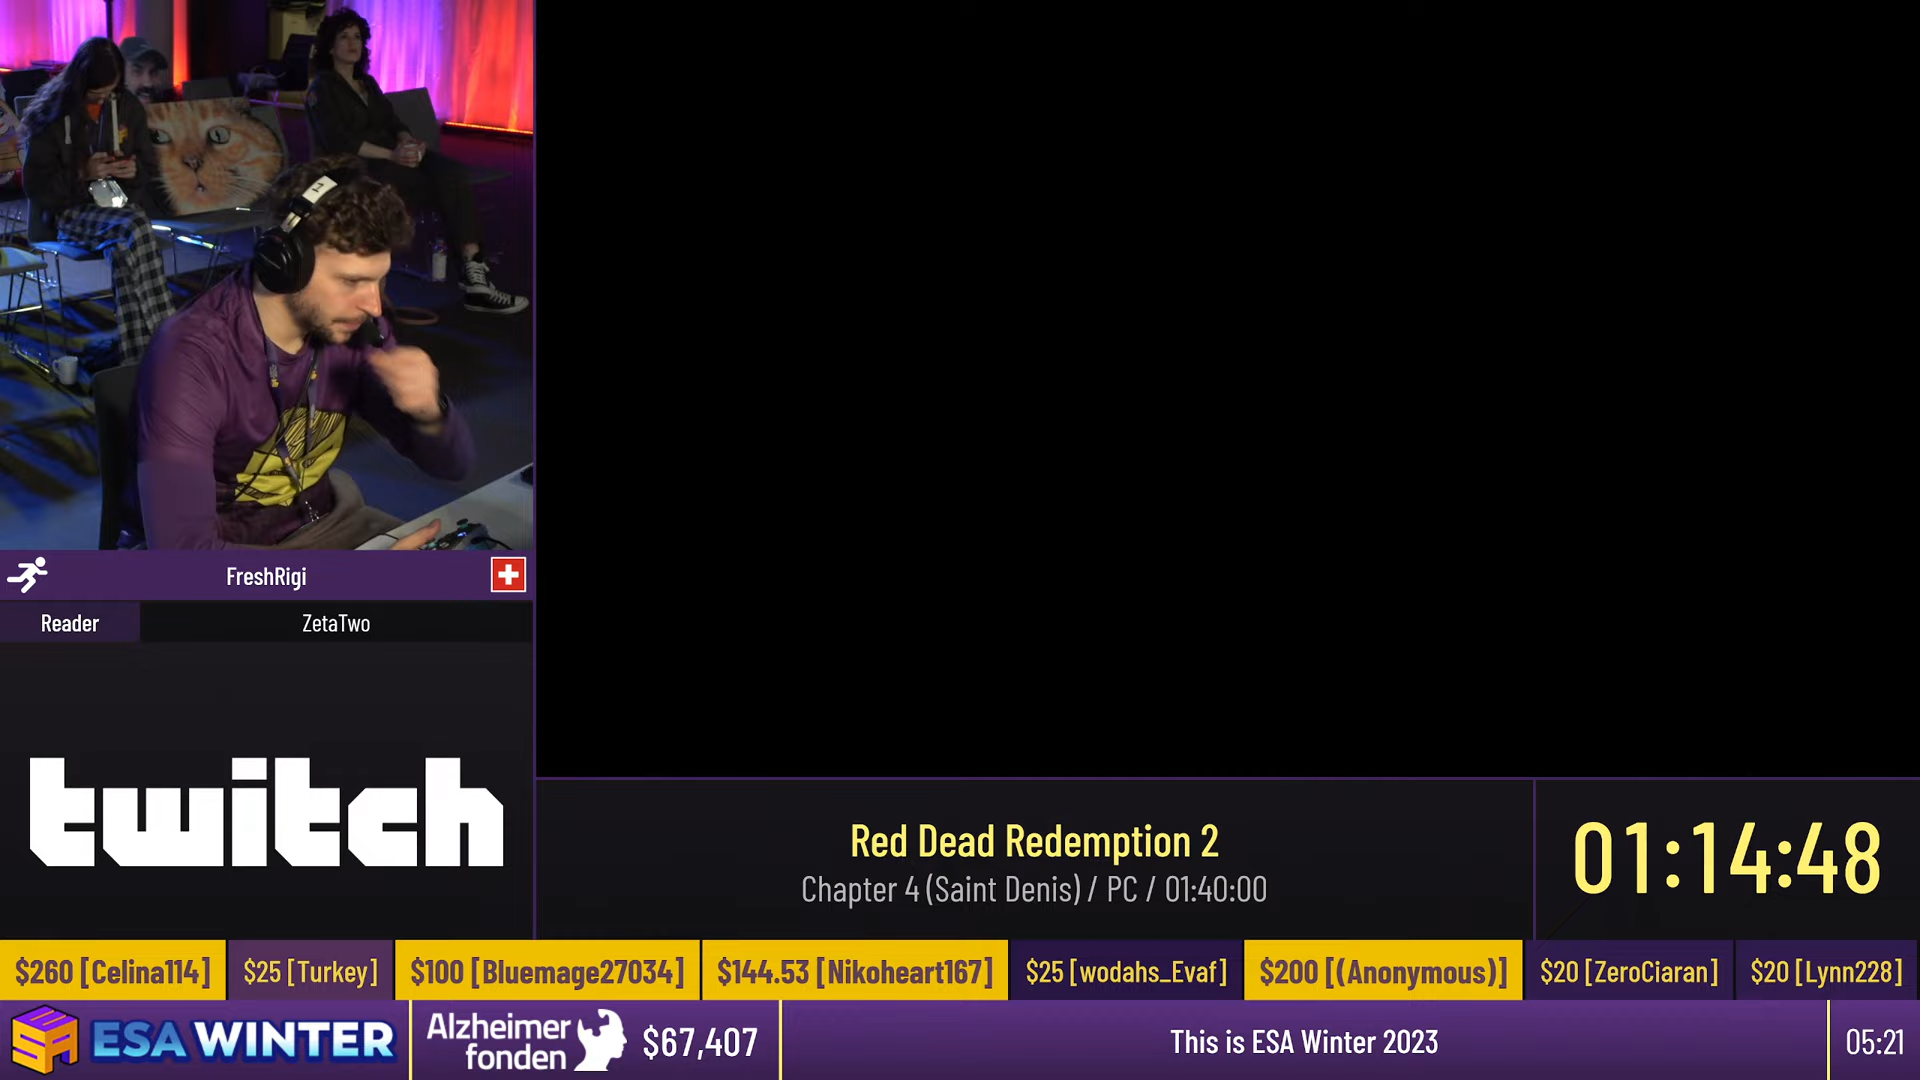 FreshRigi
Reader
ZetaTwo
twitch
Red Dead Redemption 2
Chapter 4 (Saint Denis) / PC / 01:40:00
01:14:48
$260 [Celina114]
$25 [Turkey]
$100 [Bluemage27034]
$144.53 [Nikoheart167]
$25 [wodahs_Evaf]
$200 [(Anonymous)]
$20 [ZeroCiaran]
$20 [Lynn228]
ESA WINTER
Alzheimer
fonden
$67,407
This is ESA Winter 2023
05:21